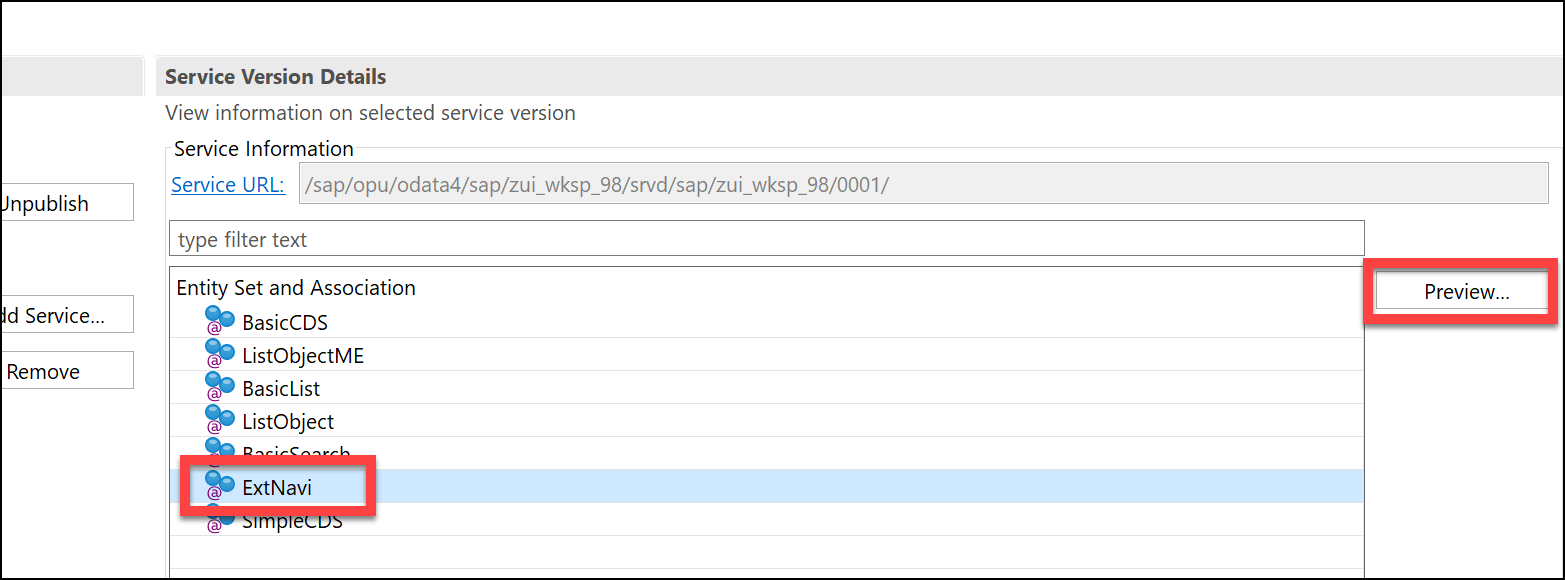 Service Version Details
View information on selected service version
Service Information
Service URL: /sap/opu/odata4/sap/zui_wksp_98/srvd/sap/zui_wksp_98/0001/
Unpublish
type filter text
Entity Set and Association
Preview...
dd Service...
@ BasicCDS
@ ListObjectME
Remove
@ BasicList
@ ListObject
BasicSearch
@ ExtNavi
@ SimpleCDS